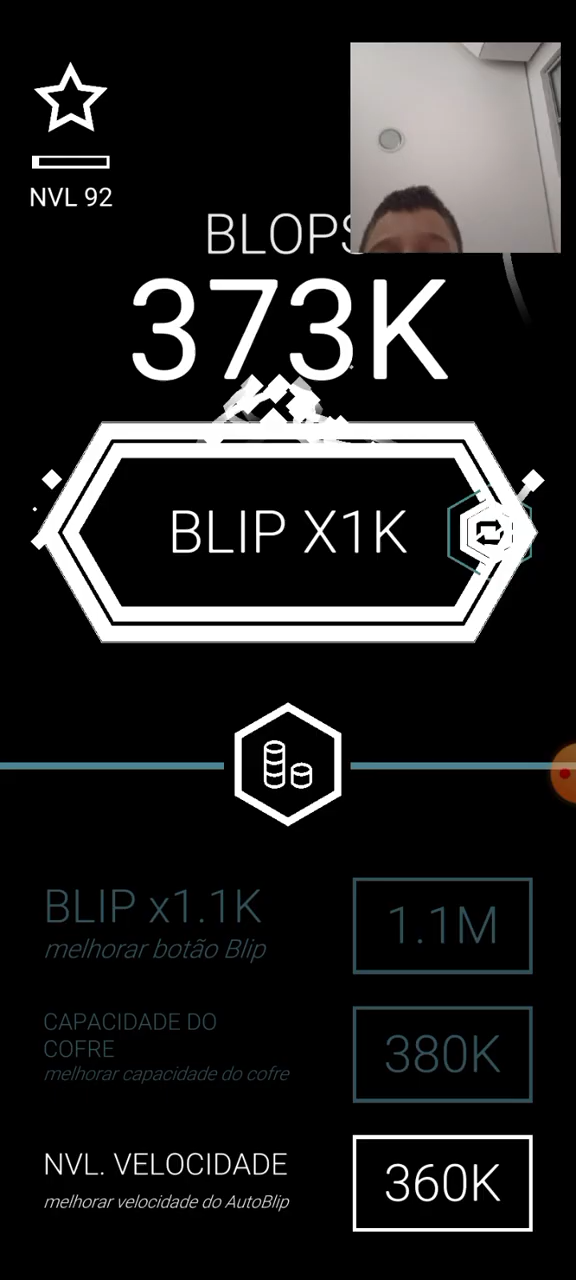 NVL 92
BLOPS
373K
BLIP X1K
BLIP x1.1K
melhorar botão Blip
1.1M
CAPACIDADE DO
COFRE
melhorar capacidade do cofre
380K
NVL. VELOCIDADE
melhorar velocidade do AutoBlip
360K